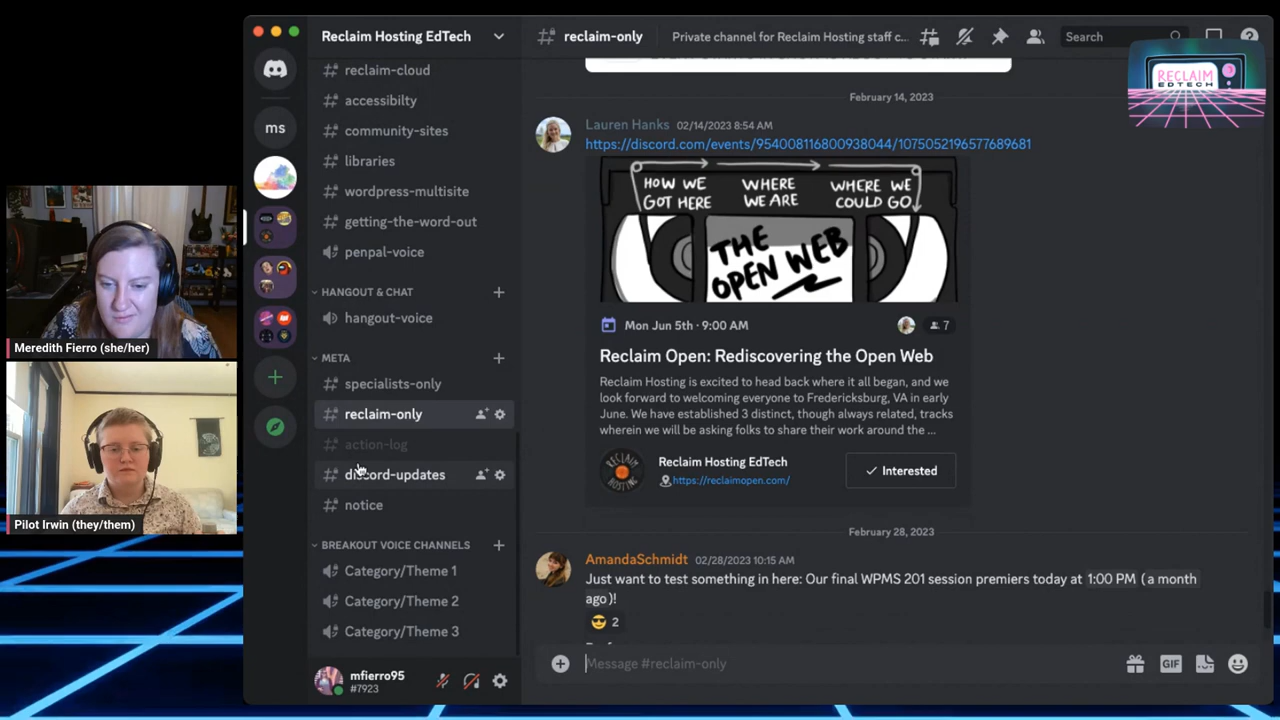 Reclaim Hosting EdTech
reclaim-cloud
accessibilty
community-sites
libraries
wordpress-multisite
getting-the-word-out
penpal-voice
HANGOUT & CHAT
hangout-voice
META
specialists-only
reclaim-only
action-log
discord-updates
notice
BREAKOUT VOICE CHANNELS
Category/Theme 1
Category/Theme 2
Category/Theme 3
mfierro95
#7923
ms
Meredith Fierro (she/her)
Pilot Irwin (they/them)
reclaim-only
Private channel for Reclaim Hosting staff c...
Search
RECLAIM
EDTECH
February 14, 2023
Lauren Hanks 02/14/2023 8:54 AM
https://discord.com/events/954008116800938044/1075052196577689681
HOW WE GOT HERE
WHERE WE ARE
WHERE WE COULD GO
THE OPEN WEB
Mon Jun 5th · 9:00 AM
7
Reclaim Open: Rediscovering the Open Web
Reclaim Hosting is excited to head back where it all began, and we
look forward to welcoming everyone to Fredericksburg, VA in early
June. We have established 3 distinct, though always related, tracks
wherein we will be asking folks to share their work around the ...
RECLAIM HOSTING
Reclaim Hosting EdTech
https://reclaimopen.com/
Interested
February 28, 2023
AmandaSchmidt 02/28/2023 10:15 AM
Just want to test something in here: Our final WPMS 201 session premiers today at 1:00 PM (a month
ago)!
2
Message #reclaim-only
GIF